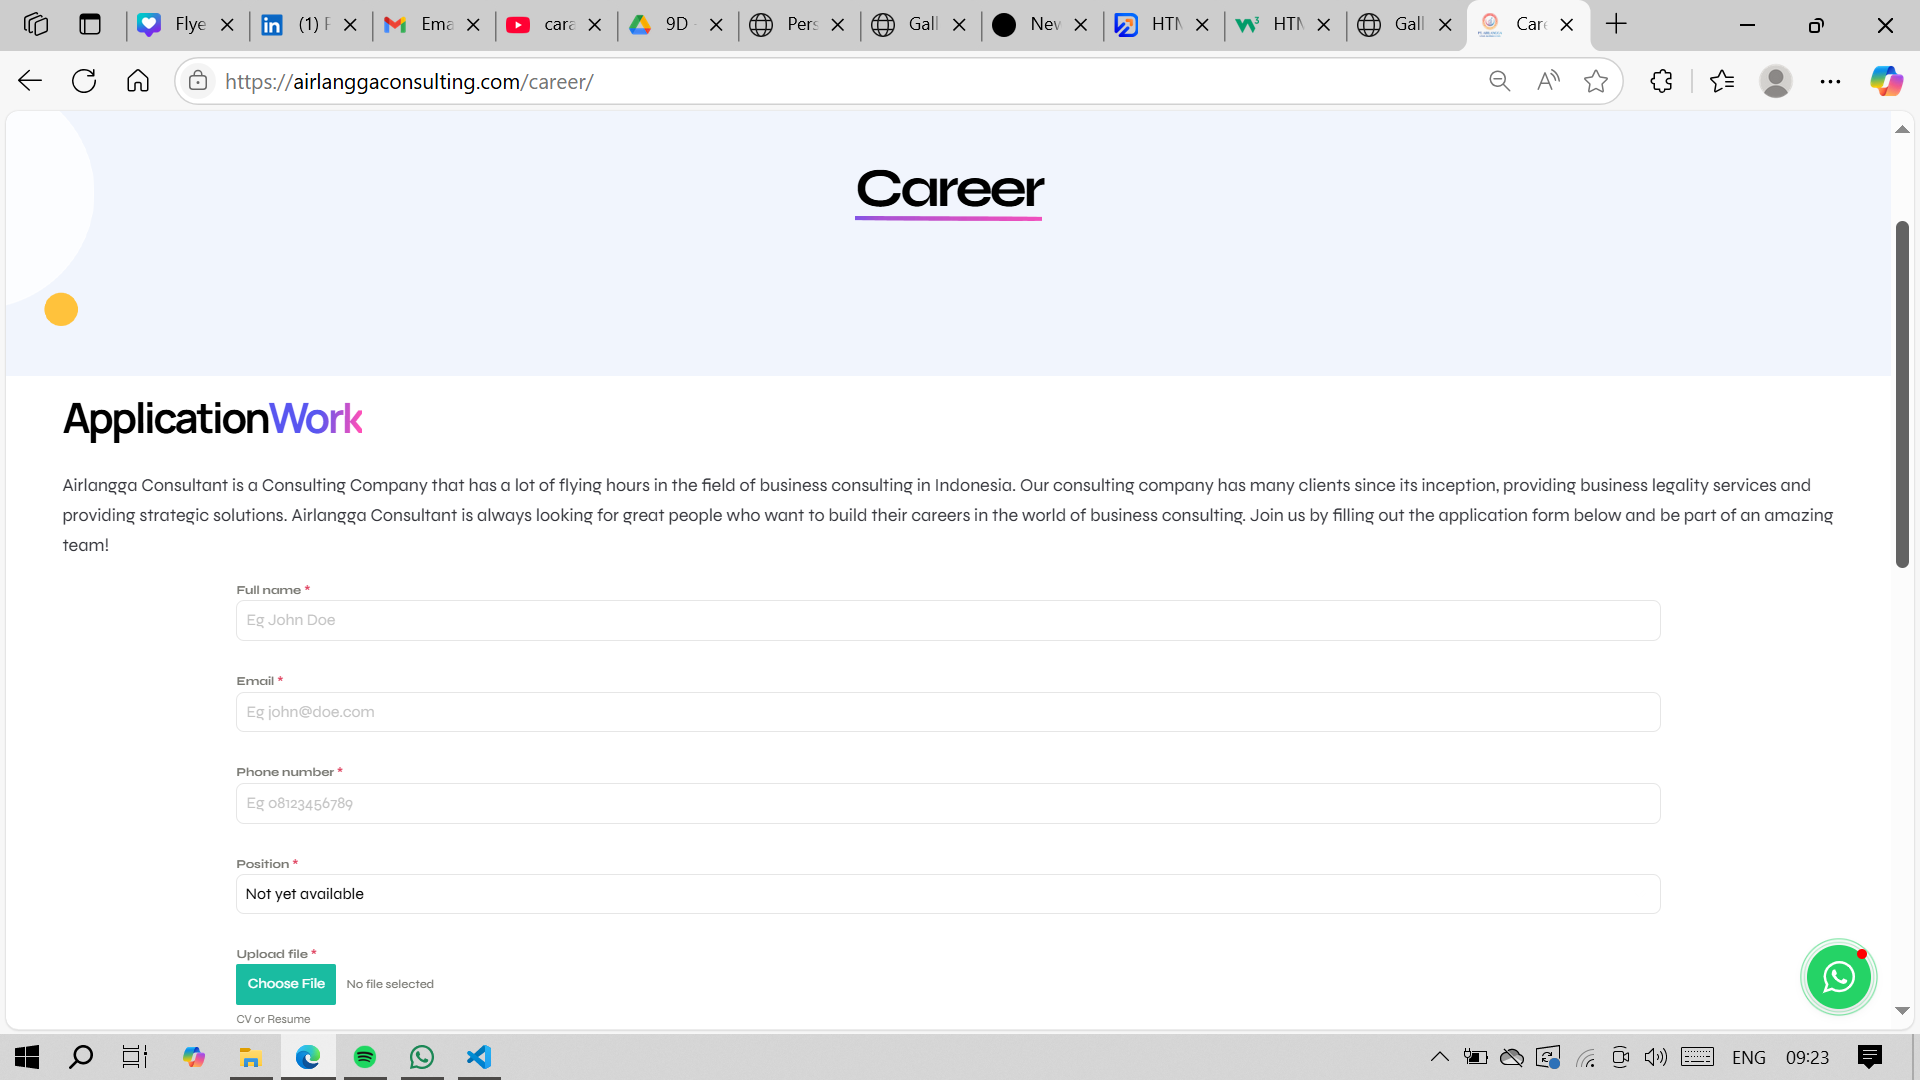 Flye
(1) F
Ema
cara
9D -
Pers
Gall
New
HTM
HTM
Gall
Care
https://airlanggaconsulting.com/career/
Career
ApplicationWork
Airlangga Consultant is a Consulting Company that has a lot of flying hours in the field of business consulting in Indonesia. Our consulting company has many clients since its inception, providing business legality services and
providing strategic solutions. Airlangga Consultant is always looking for great people who want to build their careers in the world of business consulting. Join us by filling out the application form below and be part of an amazing
team!
Full name *
Eg John Doe
Email *
Eg john@doe.com
Phone number *
Eg 08123456789
Position *
Not yet available
Upload file *
Choose File No file selected
CV or Resume
ENG 09:23